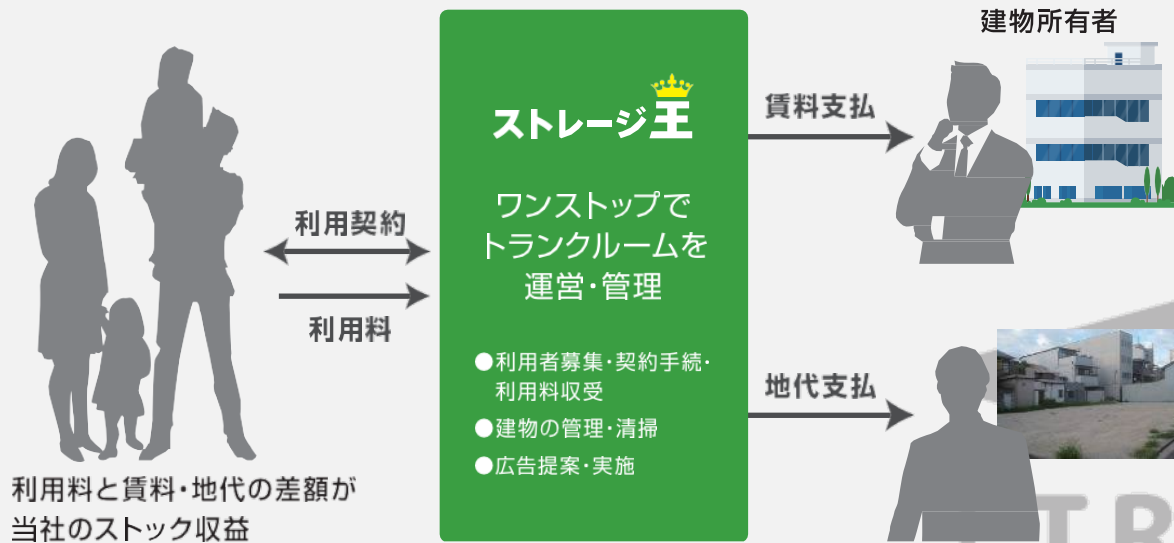 建物所有者
ストレージ王
賃料支払
ワンストップで
トランクルームを
運営・管理
利用契約
利用料
●利用者募集・契約手続・
利用料収受
●建物の管理・清掃
●広告提案・実施
地代支払
利用料と賃料・地代の差額が
当社のストック収益
TR